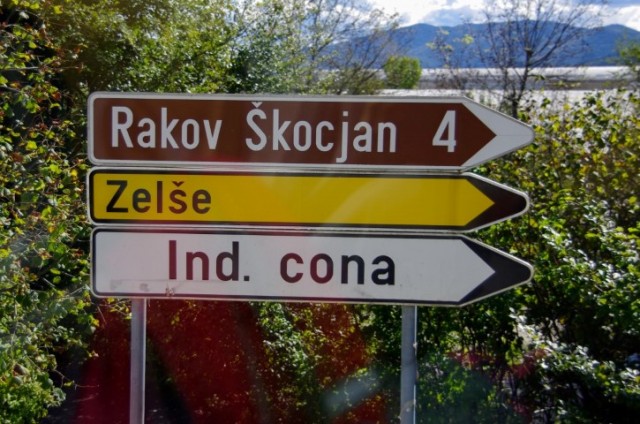 Rakov Škocjan 4
Zelše
Ind. cona